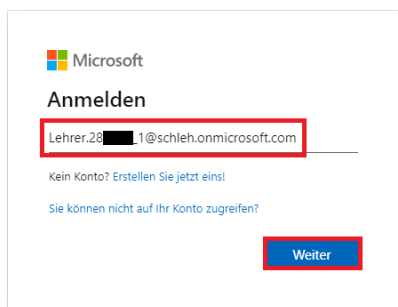 Microsoft
Anmelden
Lehrer.28 _1@schleh.onmicrosoft.com
Kein Konto? Erstellen Sie jetzt eins!
Sie können nicht auf Ihr Konto zugreifen?
Weiter